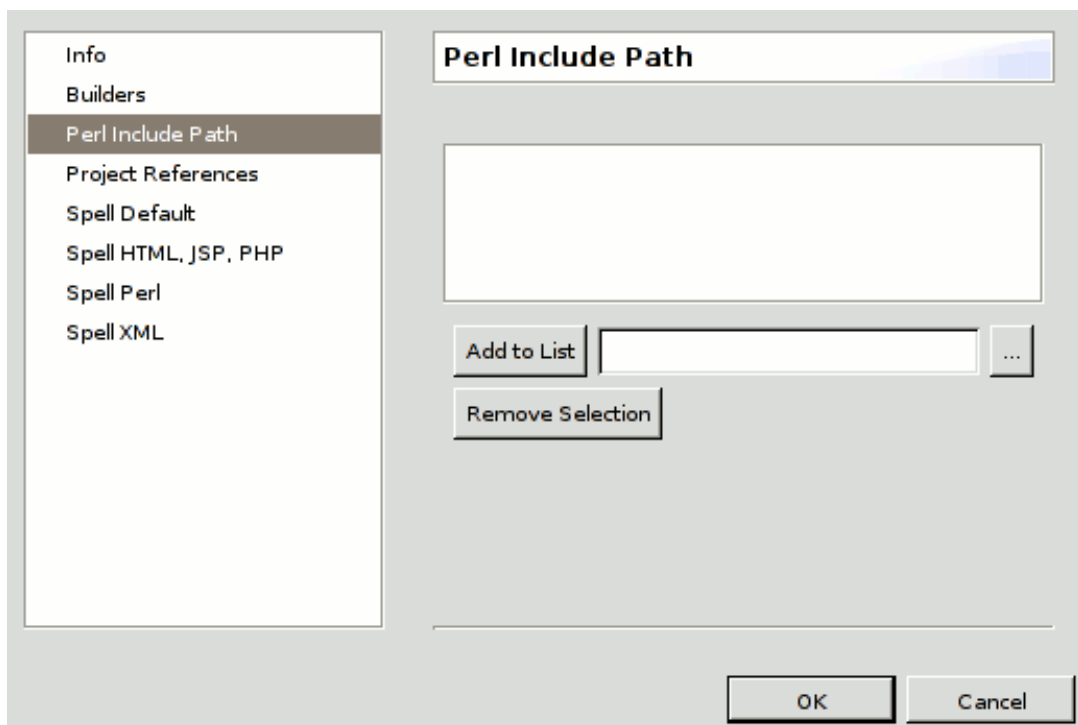 Info
Builders
Perl Include Path
Project References
Spell Default
Spell HTML, JSP, PHP
Spell Perl
Spell XML
Perl Include Path
Add to List
...
Remove Selection
OK
Cancel